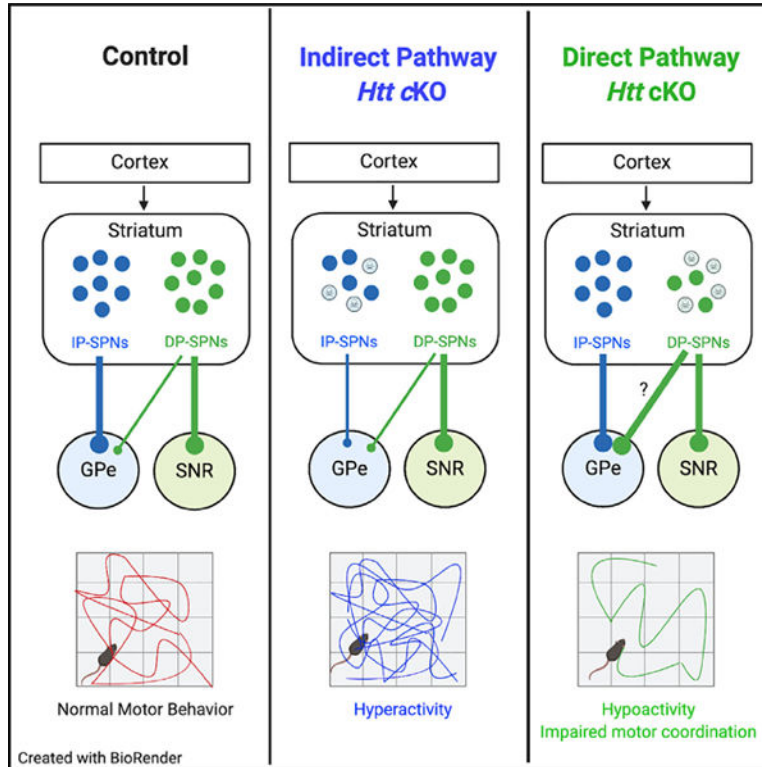 Control
Cortex
Striatum
IP-SPNs
DP-SPNs
GPe
SNR
Normal Motor Behavior
Created with BioRender
Indirect Pathway
Htt cKO
Cortex
Striatum
IP-SPNs
DP-SPNs
GPe
SNR
Hyperactivity
Direct Pathway
Htt cKO
Cortex
Striatum
IP-SPNs
DP-SPNs
?
GPe
SNR
Hypoactivity
Impaired motor coordination